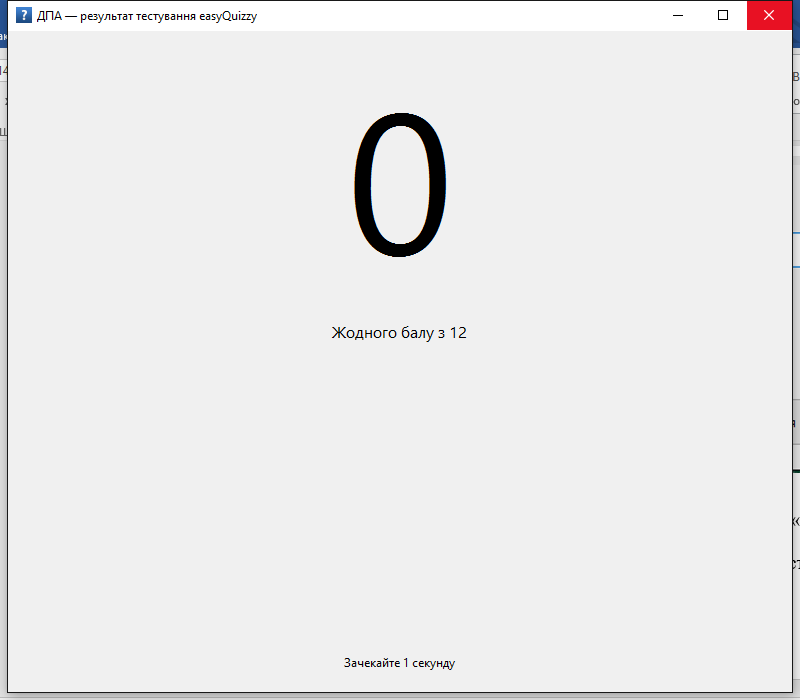 ДПА — результат тестування easyQuizzy
0
Жодного балу з 12
Зачекайте 1 секунду